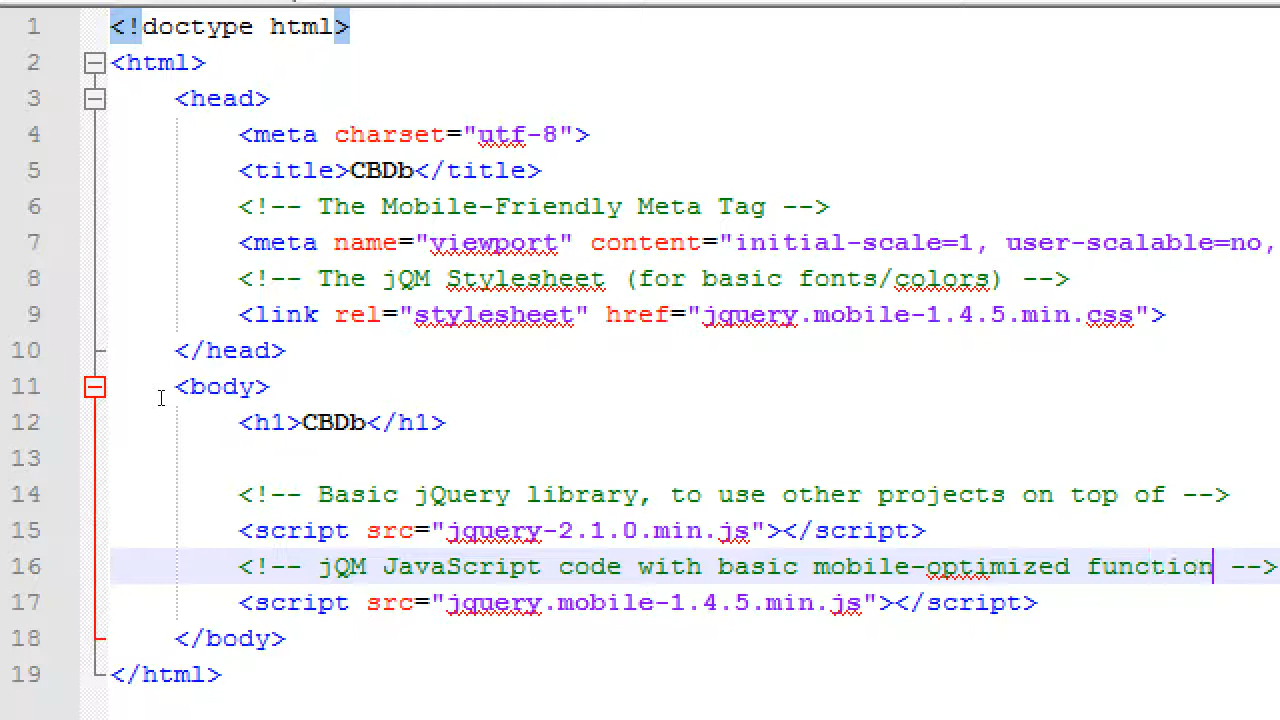 1 <!doctype html>
2 <html>
3 <head>
4 <meta charset="utf-8">
5 <title>CBDb</title>
6 <!-- The Mobile-Friendly Meta Tag -->
7 <meta name="viewport" content="initial-scale=1, user-scalable=no,
8 <!-- The jQM Stylesheet (for basic fonts/colors) -->
9 <link rel="stylesheet" href="jquery.mobile-1.4.5.min.css">
10 </head>
11 <body>
12 <h1>CBDb</h1>
13
14 <!-- Basic jQuery library, to use other projects on top of -->
15 <script src="jquery-2.1.0.min.js"></script>
16 <!-- jQM JavaScript code with basic mobile-optimized function -->
17 <script src="jquery.mobile-1.4.5.min.js"></script>
18 </body>
19 </html>